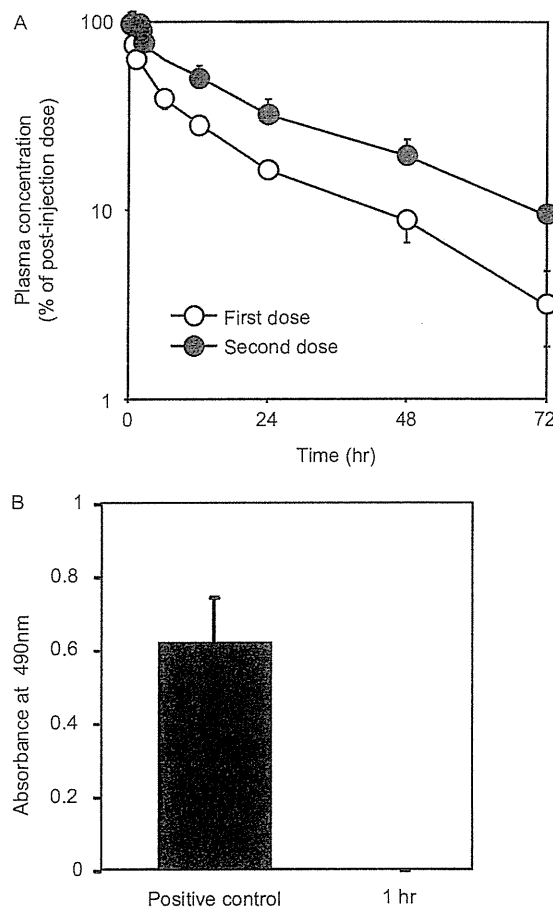 A
100
10
1
Plasma concentration
(% of post-injection dose)
First dose
Second dose
0
24
48
72
Time (hr)
B
1
0.8
0.6
0.4
0.2
0
Absorbance at 490nm
Positive control
1 hr